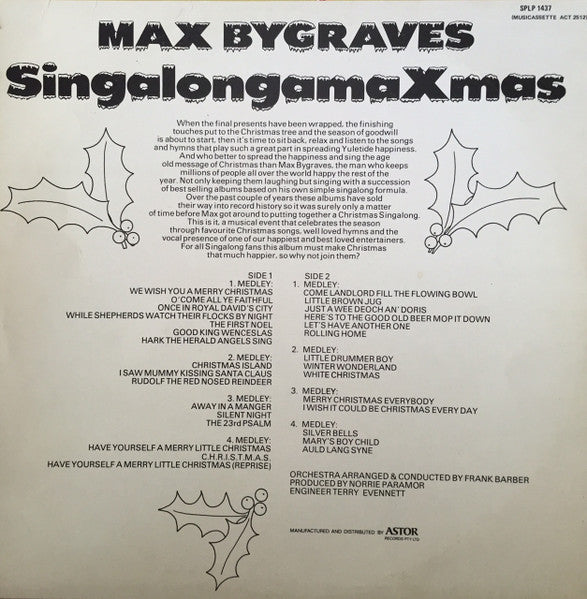 SPLP 1437
(MUSICASSETTE ACT 2512)
MAX BYGRAVES
SingalongamaXmas
When the final presents have been wrapped, the finishing
touches put to the Christmas tree and the season of goodwill
is about to start, then it's time to sit back, relax and listen to the songs
and hymns that play such a great part in spreading Yuletide happiness.
And who better to spread the happiness and sing the age
old message of Christmas than Max Bygraves, the man who keeps
millions of people all over the world happy the rest of the
year. Not only keeping them laughing but singing with a succession
of best selling albums based on his own simple singalong formula.
Over the past couple of years these albums have sold
their way into record history so it was surely only a matter
of time before Max got around to putting together a Christmas Singalong.
This is it, a musical event that celebrates the season
through favourite Christmas songs, well loved hymns and the
vocal presence of one of our happiest and best loved entertainers.
For all Singalong fans this album must make Christmas
that much happier, so why not join them?
SIDE 1
1. MEDLEY:
WE WISH YOU A MERRY CHRISTMAS
O'COME ALL YE FAITHFUL
ONCE IN ROYAL DAVID'S CITY
WHILE SHEPHERDS WATCH THEIR FLOCKS BY NIGHT
THE FIRST NOEL
GOOD KING WENCESLAS
HARK THE HERALD ANGELS SING
2. MEDLEY:
CHRISTMAS ISLAND
I SAW MUMMY KISSING SANTA CLAUS
RUDOLF THE RED NOSED REINDEER
3. MEDLEY:
AWAY IN A MANGER
SILENT NIGHT
THE 23rd PSALM
4. MEDLEY:
HAVE YOURSELF A MERRY LITTLE CHRISTMAS
C.H.R.I.S.T.M.A.S.
HAVE YOURSELF A MERRY LITTLE CHRISTMAS (REPRISE)
SIDE 2
1. MEDLEY:
COME LANDLORD FILL THE FLOWING BOWL
LITTLE BROWN JUG
JUST A WEE DEOCH AN' DORIS
HERE'S TO THE GOOD OLD BEER MOP IT DOWN
LET'S HAVE ANOTHER ONE
ROLLING HOME
2. MEDLEY:
LITTLE DRUMMER BOY
WINTER WONDERLAND
WHITE CHRISTMAS
3. MEDLEY:
MERRY CHRISTMAS EVERYBODY
I WISH IT COULD BE CHRISTMAS EVERY DAY
4. MEDLEY:
SILVER BELLS
MARY'S BOY CHILD
AULD LANG SYNE
ORCHESTRA ARRANGED & CONDUCTED BY FRANK BARBER
PRODUCED BY NORRIE PARAMOR
ENGINEER TERRY EVENNETT
MANUFACTURED AND DISTRIBUTED BY ASTOR
RECORDS PTY LTD